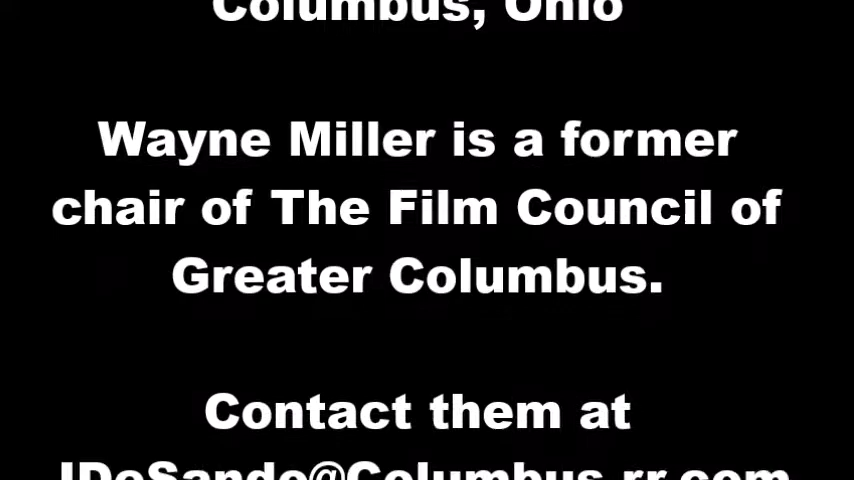 Columbus, Ohio
Wayne Miller is a former
chair of The Film Council of
Greater Columbus.
Contact them at
JDeSando@Columbus.rr.com